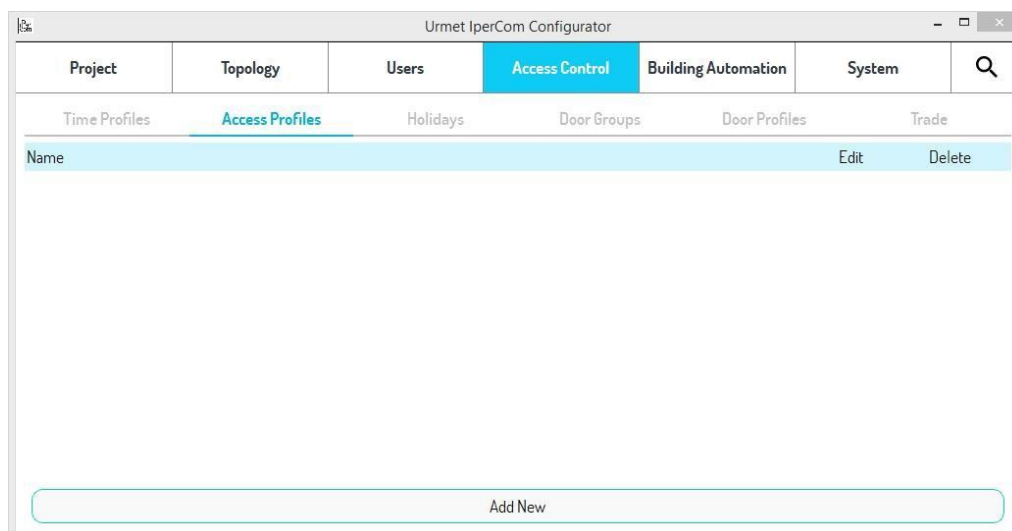 Urmet IperCom Configurator
Project Topology Users Access Control Building Automation System
Time Profiles Access Profiles Holidays Door Groups Door Profiles Trade
Name Edit Delete
Add New